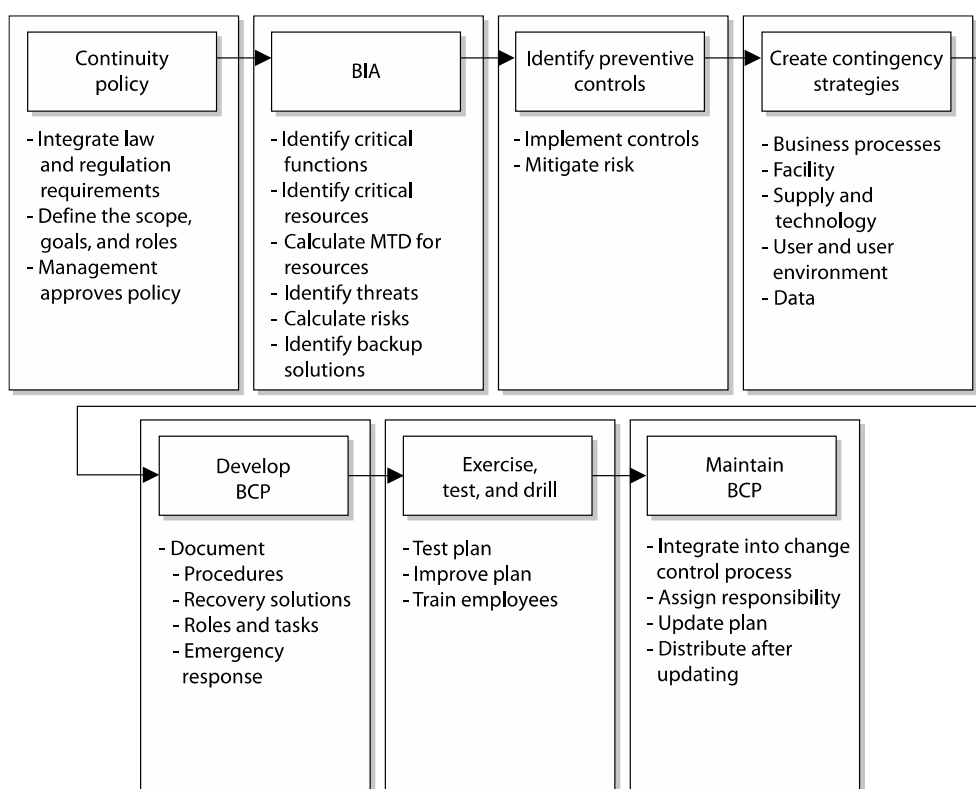 Continuity
policy
- Integrate law
and regulation
requirements
- Define the scope,
goals, and roles
- Management
approves policy
BIA
- Identify critical
functions
- Identify critical
resources
- Calculate MTD for
resources
- Identify threats
- Calculate risks
- Identify backup
solutions
Identify preventive
controls
- Implement controls
- Mitigate risk
Create contingency
strategies
- Business processes
- Facility
- Supply and
technology
- User and user
environment
- Data
Develop
BCP
- Document
- Procedures
- Recovery solutions
- Roles and tasks
- Emergency
response
Exercise,
test, and drill
- Test plan
- Improve plan
- Train employees
Maintain
BCP
- Integrate into change
control process
- Assign responsibility
- Update plan
- Distribute after
updating